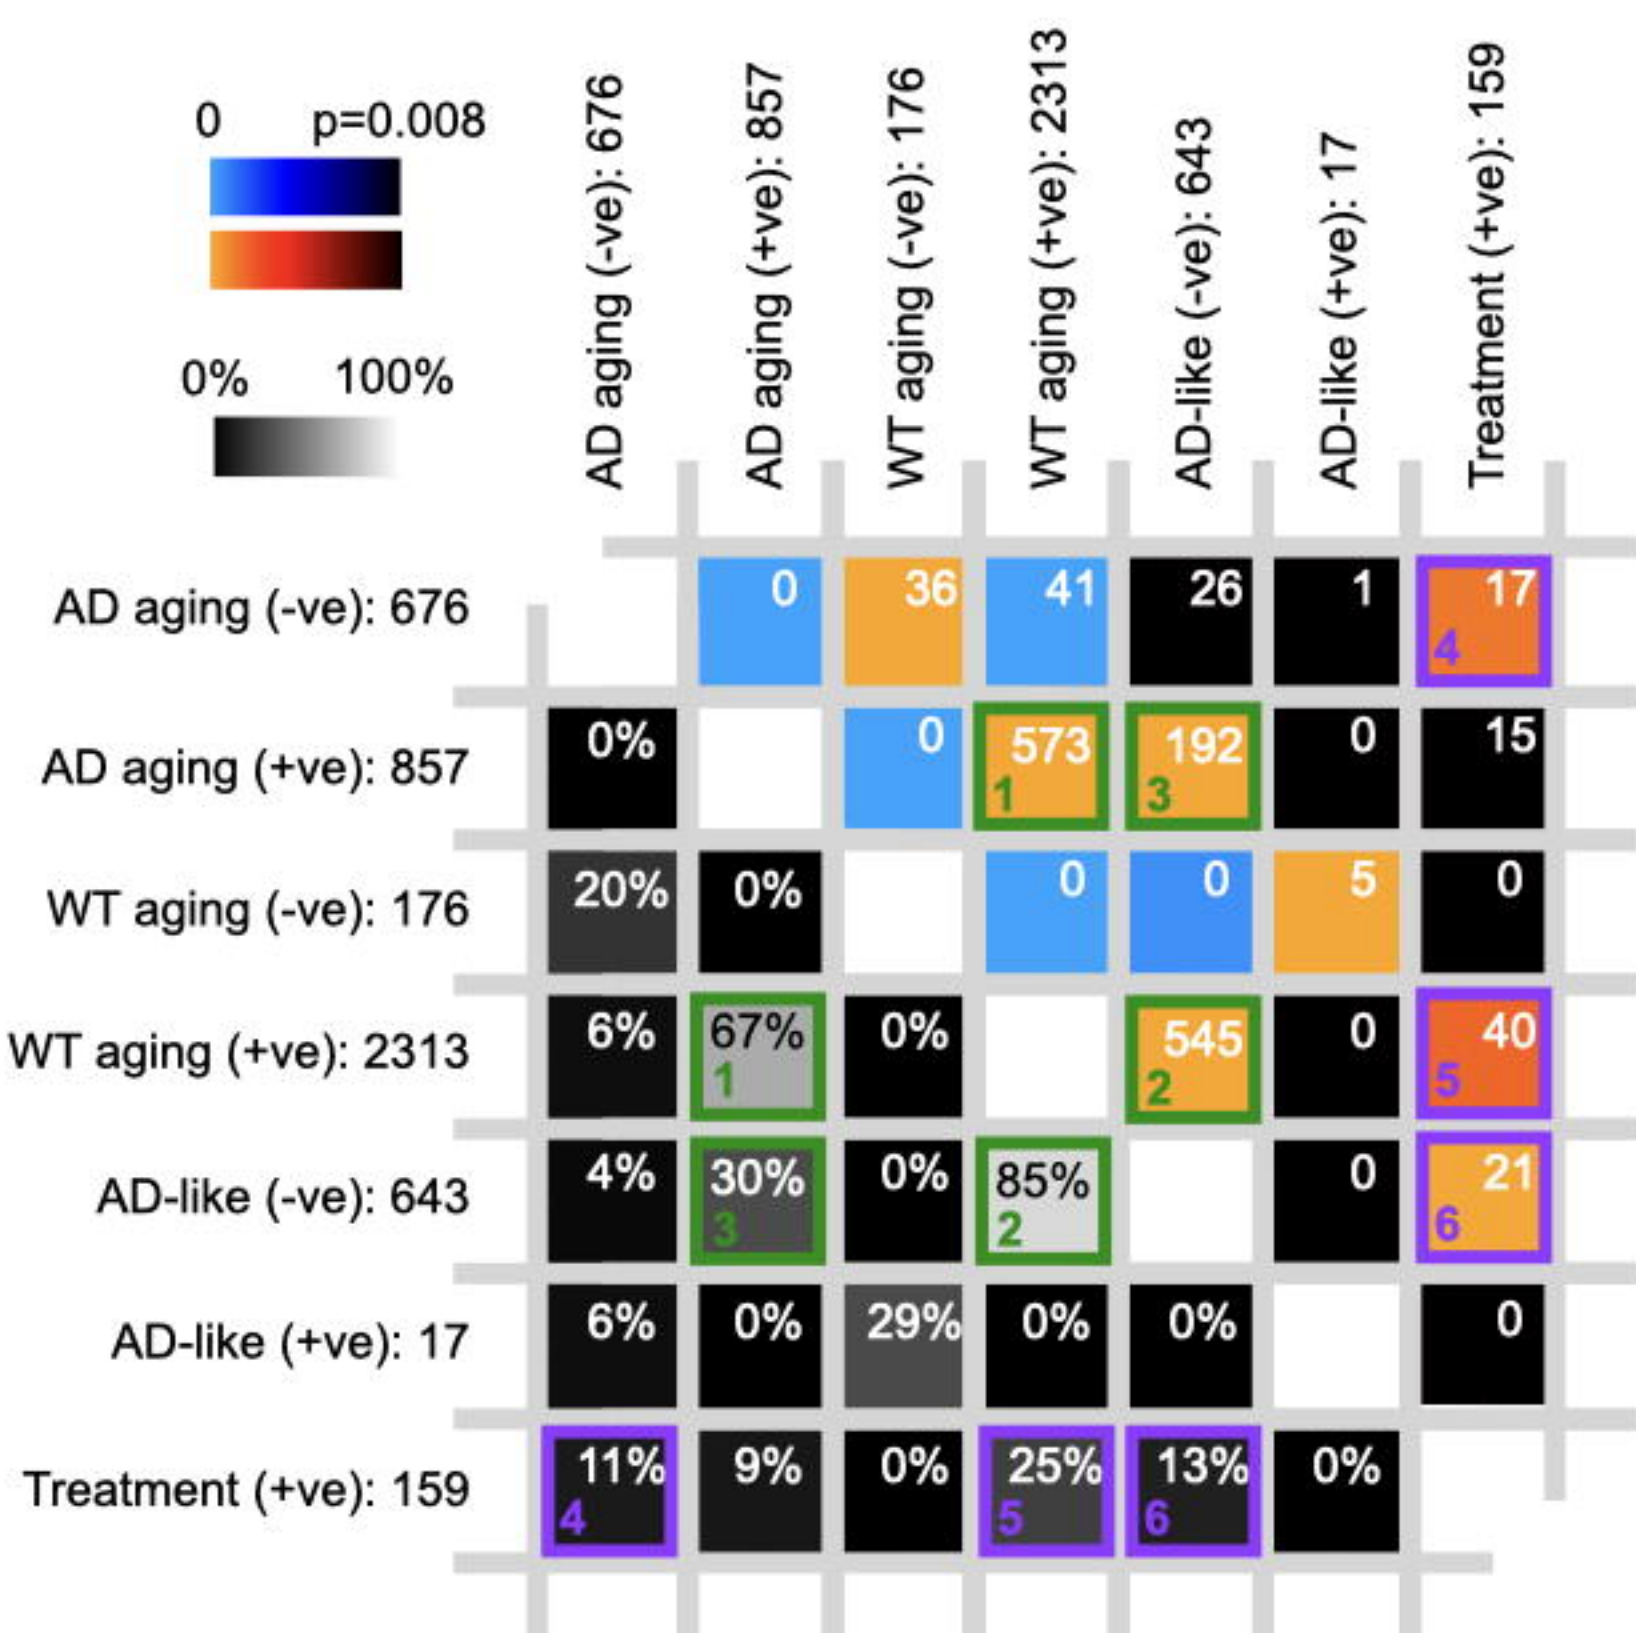 0 p=0.008
0% 100%
AD aging (-ve): 676
AD aging (+ve): 857
WT aging (-ve): 176
WT aging (+ve): 2313
AD-like (-ve): 643
AD-like (+ve): 17
Treatment (+ve): 159
AD aging (-ve): 676 0 36 41 26 1 17
4
AD aging (+ve): 857 0% 0 573 192 0 15
1 3
WT aging (-ve): 176 20% 0% 0 0 5 0
WT aging (+ve): 2313 6% 67% 0% 545 0 40
1 2 5
AD-like (-ve): 643 4% 30% 0% 85% 0 21
3 2 6
AD-like (+ve): 17 6% 0% 29% 0% 0% 0
Treatment (+ve): 159 11% 9% 0% 25% 13% 0%
4 5 6